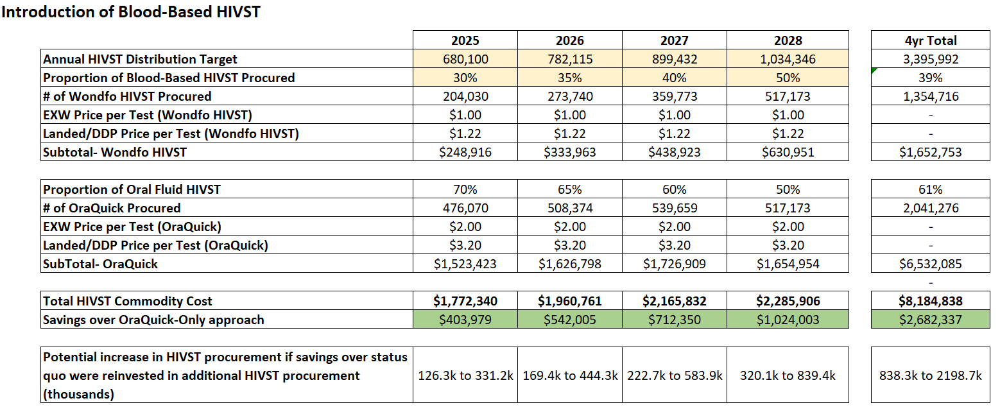 Introduction of Blood-Based HIVST
2025 2026 2027 2028 4yr Total
Annual HIVST Distribution Target 680,100 782,115 899,432 1,034,346 3,395,992
Proportion of Blood-Based HIVST Procured 30% 35% 40% 50% 39%
# of Wondfo HIVST Procured 204,030 273,740 359,773 517,173 1,354,716
EXW Price per Test (Wondfo HIVST) $1.00 $1.00 $1.00 $1.00 -
Landed/DDP Price per Test (Wondfo HIVST) $1.22 $1.22 $1.22 $1.22 -
Subtotal- Wondfo HIVST $248,916 $333,963 $438,923 $630,951 $1,652,753
Proportion of Oral Fluid HIVST 70% 65% 60% 50% 61%
# of OraQuick Procured 476,070 508,374 539,659 517,173 2,041,276
EXW Price per Test (OraQuick) $2.00 $2.00 $2.00 $2.00 -
Landed/DDP Price per Test (OraQuick) $3.20 $3.20 $3.20 $3.20 -
SubTotal- OraQuick $1,523,423 $1,626,798 $1,726,909 $1,654,954 $6,532,085
-
Total HIVST Commodity Cost $1,772,340 $1,960,761 $2,165,832 $2,285,906 $8,184,838
Savings over OraQuick-Only approach $403,979 $542,005 $712,350 $1,024,003 $2,682,337
Potential increase in HIVST procurement if savings over status
quo were reinvested in additional HIVST procurement 126.3k to 331.2k 169.4k to 444.3k 222.7k to 583.9k 320.1k to 839.4k 838.3k to 2198.7k
(thousands)